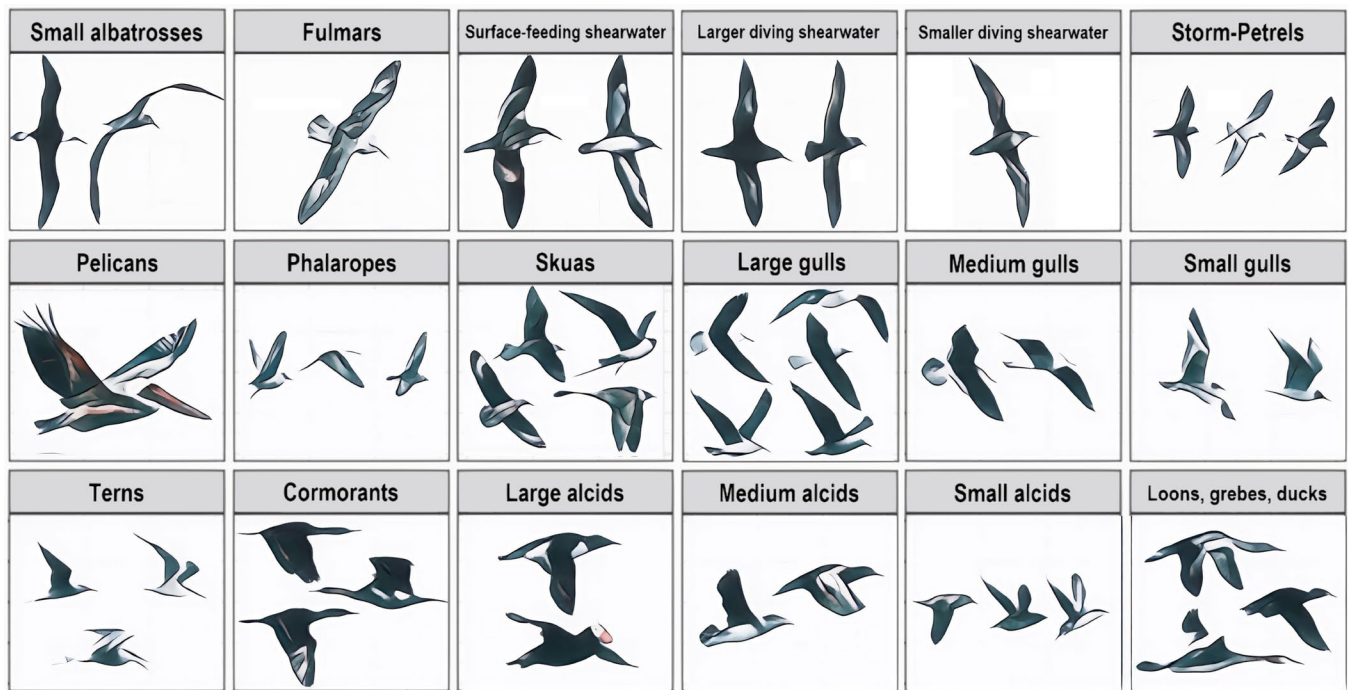 Small albatrosses
Fulmars
Surface-feeding shearwater
Larger diving shearwater
Smaller diving shearwater
Storm-Petrels
Pelicans
Phalaropes
Skuas
Large gulls
Medium gulls
Small gulls
Terns
Cormorants
Large alcids
Medium alcids
Small alcids
Loons, grebes, ducks